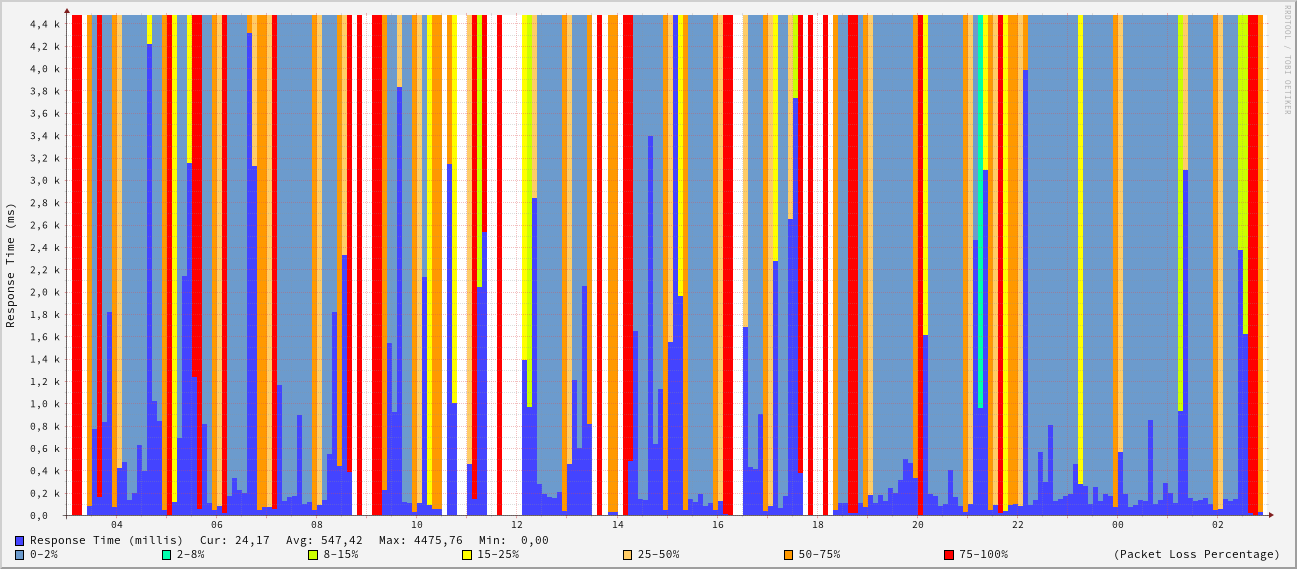 4,4 k
4,2 k
4,0 k
3,8 k
3,6 k
3,4 k
3,2 k
3,0 k
2,8 k
2,6 k
2,4 k
2,2 k
2,0 k
1,8 k
1,6 k
1,4 k
1,2 k
1,0 k
0,8 k
0,6 k
0,4 k
0,2 k
0,0
Response Time (ms)
RRDTOOL / TOBI OETIKER
04 06 08 10 12 14 16 18 20 22 00 02
Response Time (millis) Cur: 24,17 Avg: 547,42 Max: 4475,76 Min: 0,00
0-2% 2-8% 8-15% 15-25% 25-50% 50-75% 75-100% (Packet Loss Percentage)